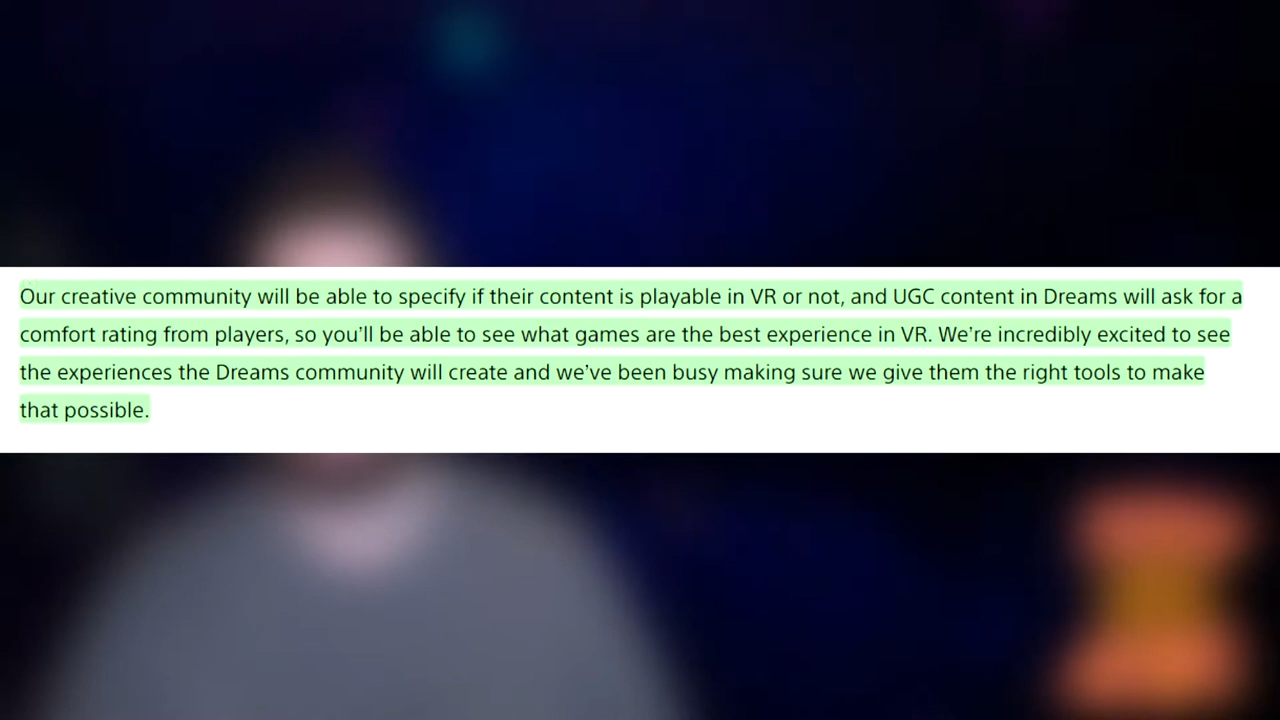 Our creative community will be able to specify if their content is playable in VR or not, and UGC content in Dreams will ask for a
comfort rating from players, so you’ll be able to see what games are the best experience in VR. We’re incredibly excited to see
the experiences the Dreams community will create and we’ve been busy making sure we give them the right tools to make
that possible.